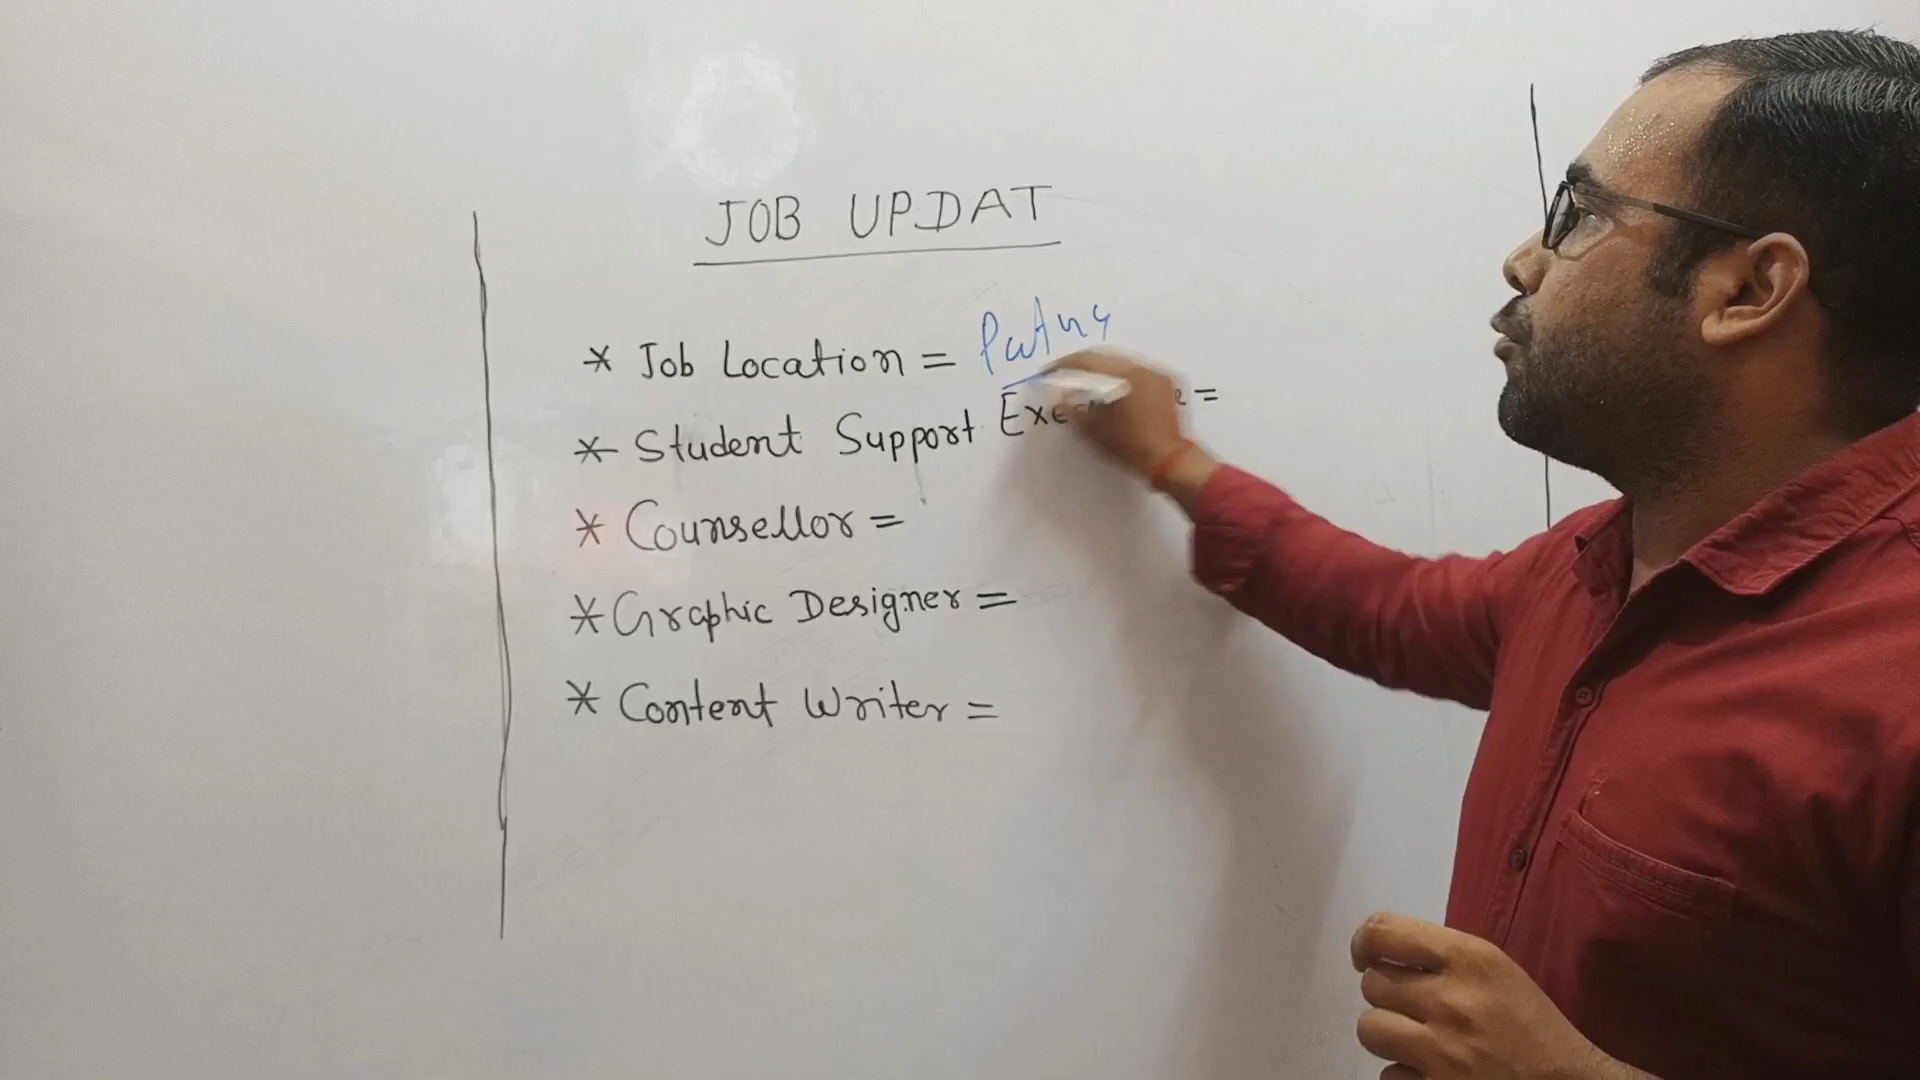 JOB UPDAT
* Job Location = Patna
* Student Support =
* Counsellor =
* Graphic Designer =
* Content Writer =